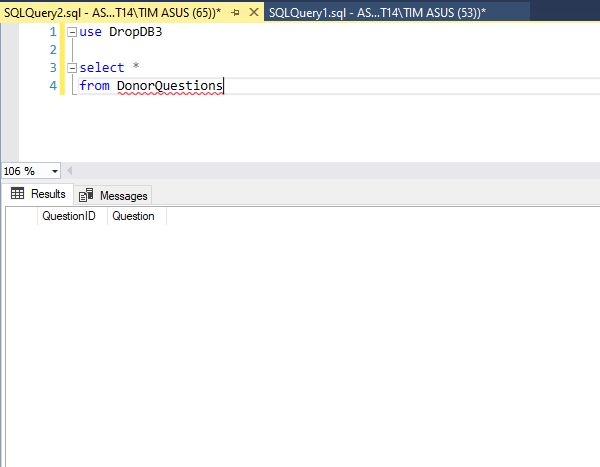 SQLQuery2.sql - AS...T14\TIM ASUS (65))* SQLQuery1.sql - AS...T14\TIM ASUS (53))*
1 use DropDB3
2
3 select *
4 from DonorQuestions
106 %
Results Messages
QuestionID Question